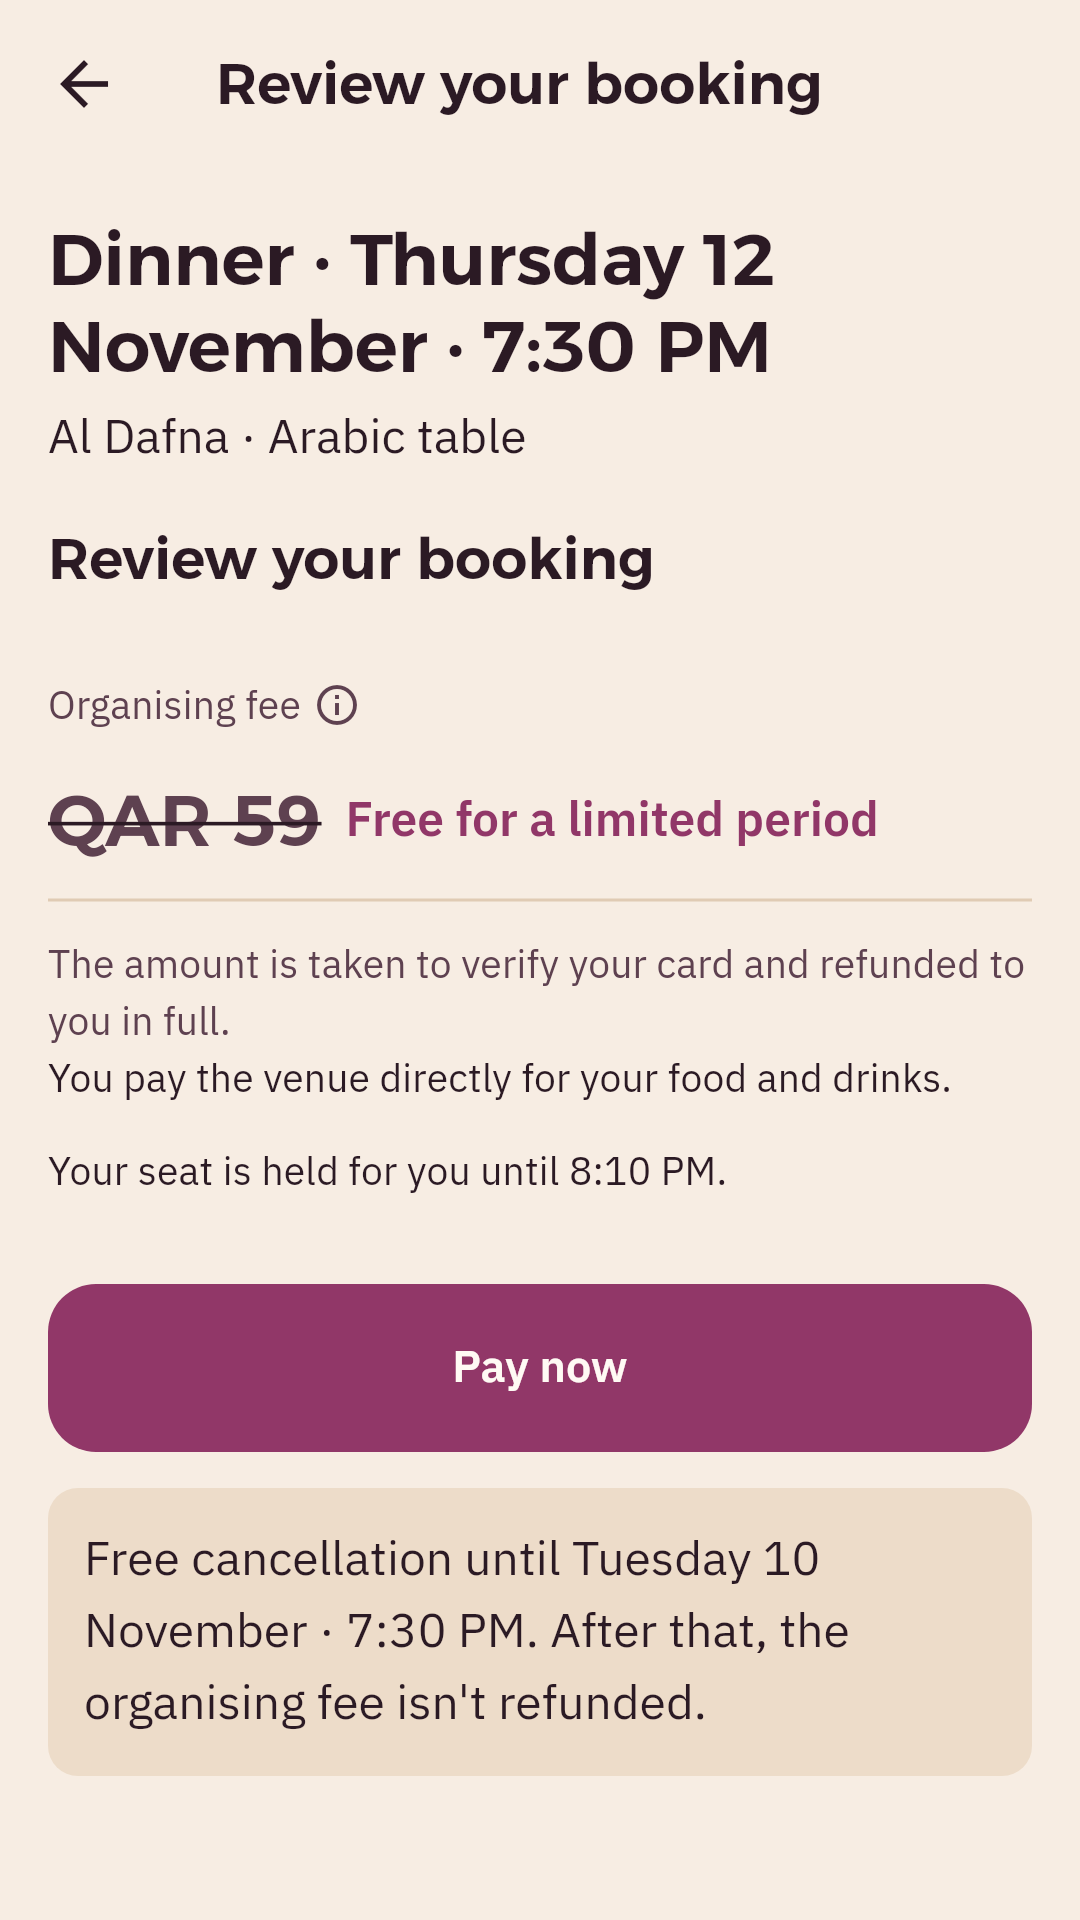 Review your booking
Dinner · Thursday 12
November · 7:30 PM
Al Dafna · Arabic table
Review your booking
Organising fee
QAR 59 Free for a limited period
The amount is taken to verify your card and refunded to
you in full.
You pay the venue directly for your food and drinks.
Your seat is held for you until 8:10 PM.
Pay now
Free cancellation until Tuesday 10
November · 7:30 PM. After that, the
organising fee isn't refunded.